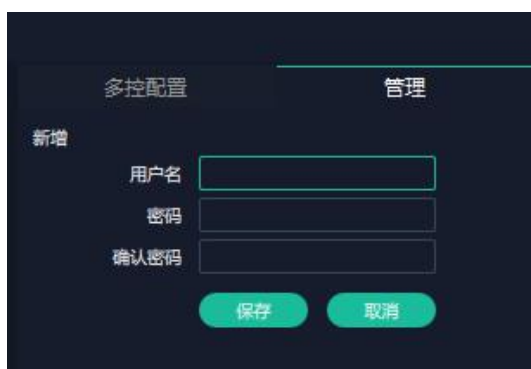 多控配置 管理
新增
用户名
密码
确认密码
保存 取消